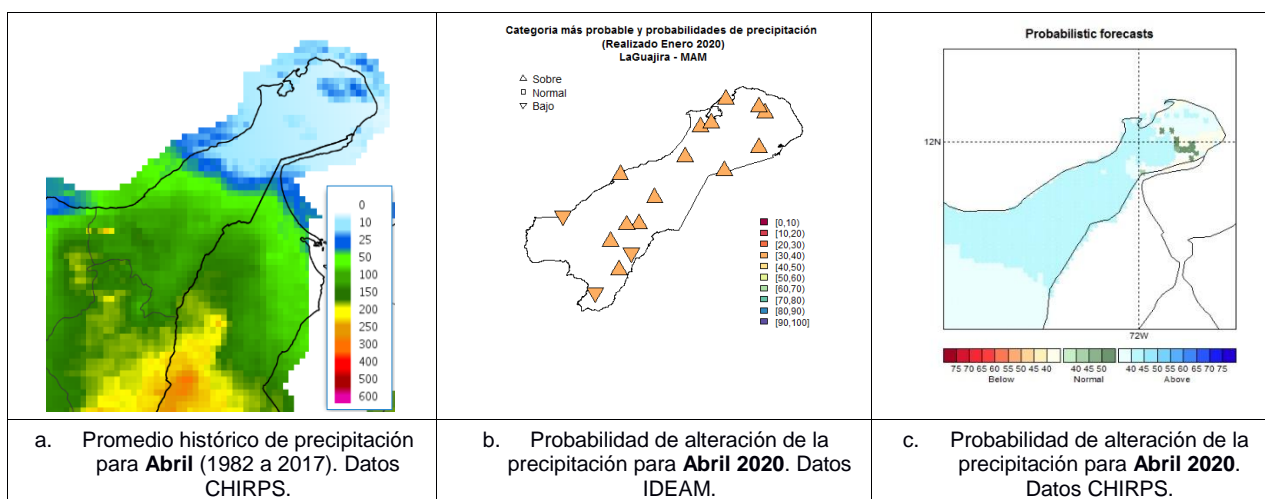 0
10
25
50
100
150
200
250
300
400
500
600
Categoria más probable y probabilidades de precipitación
(Realizado Enero 2020)
LaGuajira - MAM
Sobre
Normal
Bajo
[0,10)
[10,20)
[20,30)
[30,40)
[40,50)
[50,60)
[60,70)
[70,80)
[80,90)
[90,100]
Probabilistic forecasts
12N
72W
75 70 65 60 55 50 45 40
Below
40 45 50
Normal
40 45 50 55 60 65 70 75
Above
a. Promedio histórico de precipitación
para Abril (1982 a 2017). Datos
CHIRPS.
b. Probabilidad de alteración de la
precipitación para Abril 2020. Datos
IDEAM.
c. Probabilidad de alteración de la
precipitación para Abril 2020.
Datos CHIRPS.